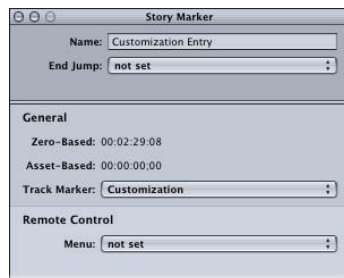 Story Marker
Name: Customization Entry
End Jump: not set
General
Zero-Based: 00:02:29:08
Asset-Based: 00:00:00;00
Track Marker: Customization
Remote Control
Menu: not set